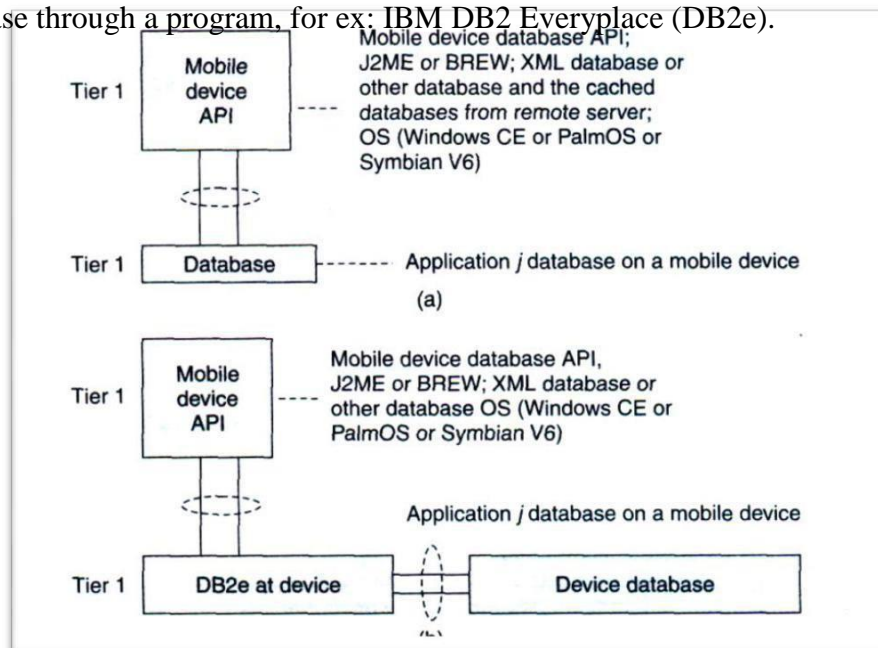 ase through a program, for ex: IBM DB2 Everyplace (DB2e).
Mobile
device
API
Tier 1
Mobile device database API;
J2ME or BREW; XML database or
other database and the cached
databases from remote server;
OS (Windows CE or PalmOS or
Symbian V6)
Tier 1
Database
Application j database on a mobile device
(a)
Mobile
device
API
Tier 1
Mobile device database API,
J2ME or BREW; XML database or
other database OS (Windows CE or
PalmOS or Symbian V6)
Application j database on a mobile device
Tier 1
DB2e at device
Device database